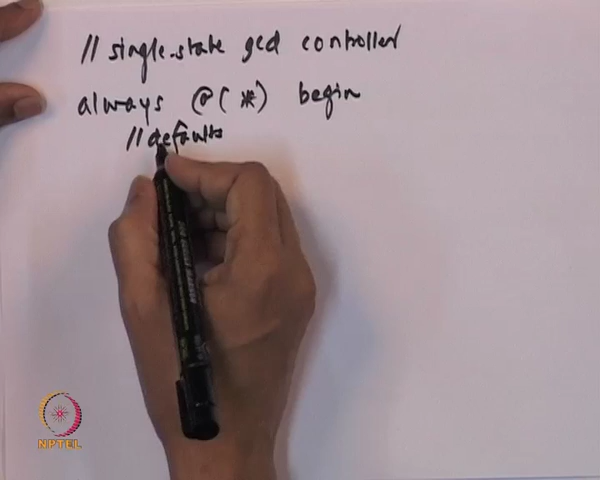 // single-state gcd controller
always @(*) begin
// defaults
NPTEL